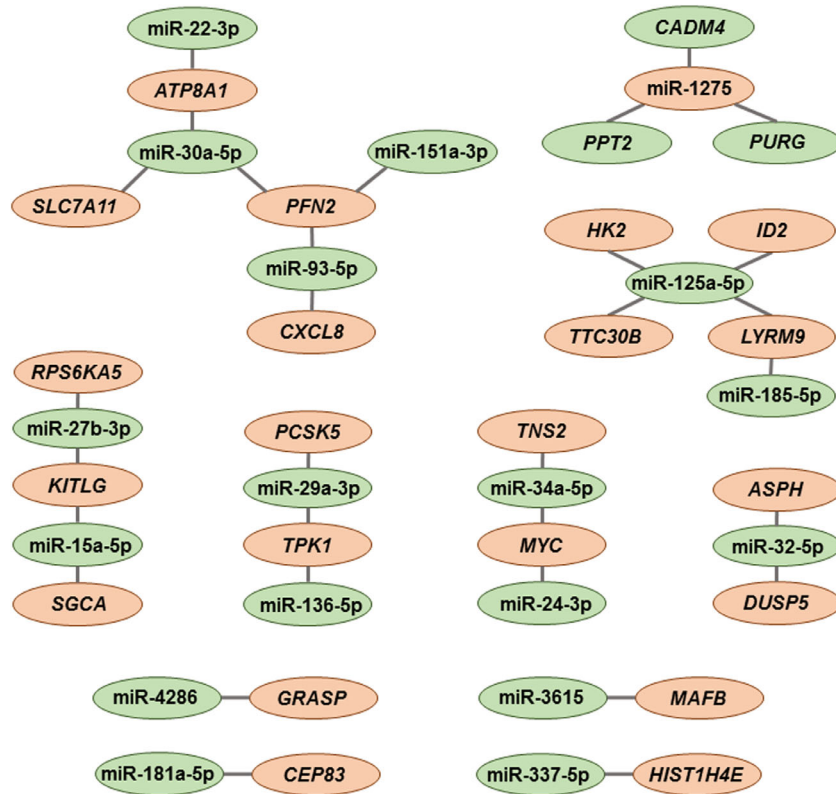 miR-22-3p
ATP8A1
miR-30a-5p
miR-151a-3p
SLC7A11
PFN2
miR-93-5p
CXCL8
CADM4
miR-1275
PPT2
PURG
HK2
ID2
miR-125a-5p
TTC30B
LYRM9
miR-185-5p
RPS6KA5
miR-27b-3p
KITLG
miR-15a-5p
SGCA
PCSK5
miR-29a-3p
TPK1
miR-136-5p
TNS2
miR-34a-5p
MYC
miR-24-3p
ASPH
miR-32-5p
DUSP5
miR-4286
GRASP
miR-3615
MAFB
miR-181a-5p
CEP83
miR-337-5p
HIST1H4E